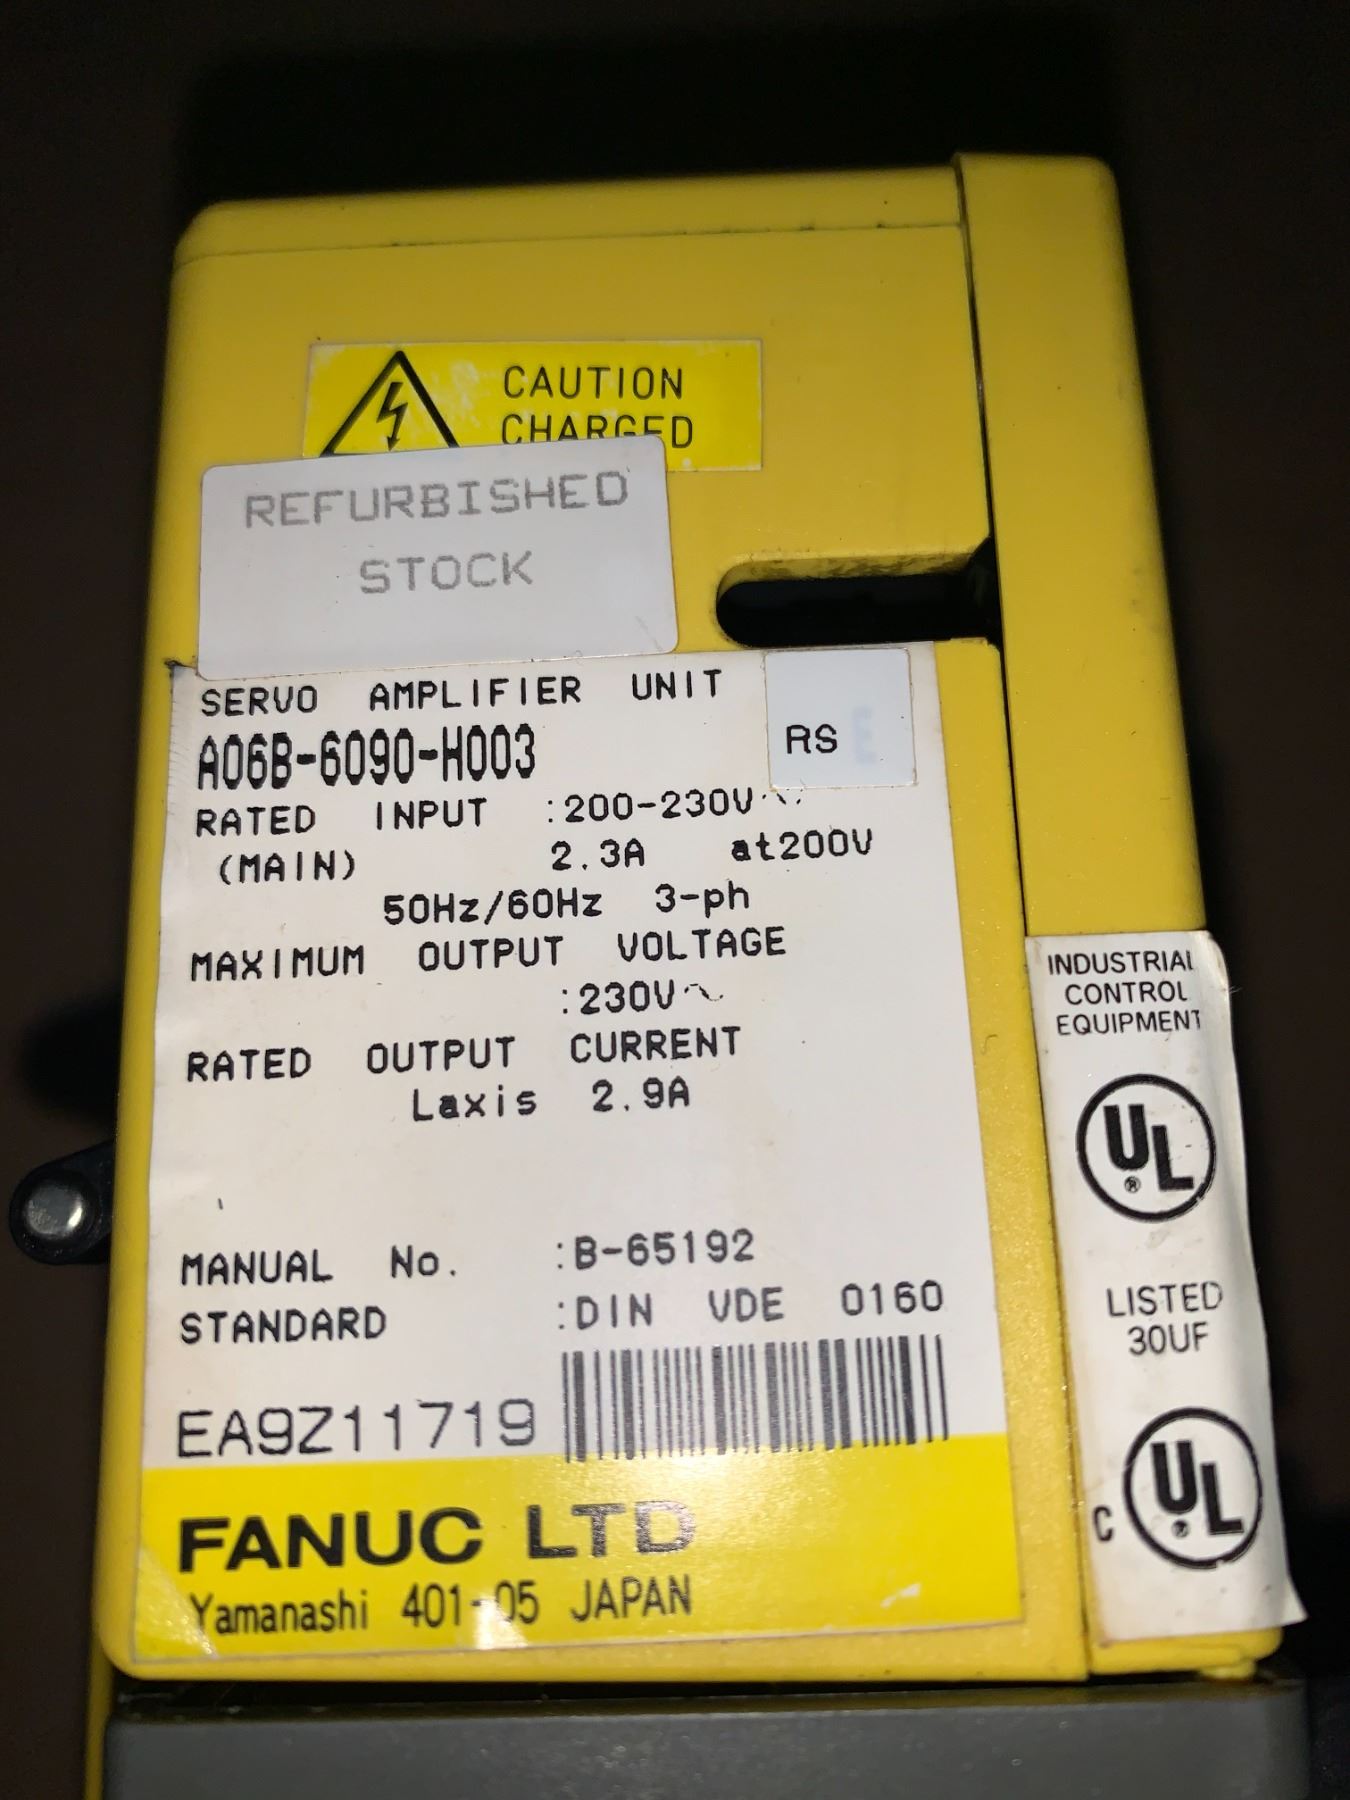 CAUTION
CHARGED
REFURBISHED
STOCK
SERVO AMPLIFIER UNIT
RS E
A06B-6090-H003
RATED INPUT :200-230V~
(MAIN) 2.3A at200V
50Hz/60Hz 3-ph
MAXIMUM OUTPUT VOLTAGE
:230V~
RATED OUTPUT CURRENT
Laxis 2.9A
MANUAL No. :B-65192
STANDARD :DIN VDE 0160
EA9Z11719
FANUC LTD
Yamanashi 401-05 JAPAN
INDUSTRIAL
CONTROL
EQUIPMENT
UL
®
LISTED
30UF
C UL
®